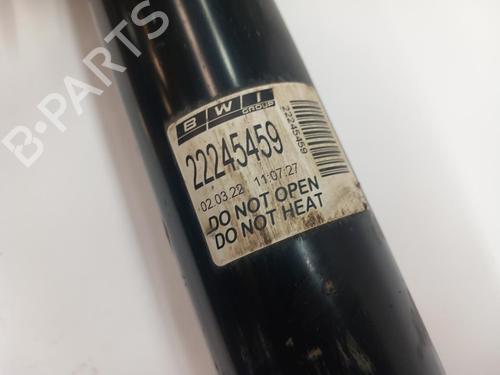 B-PARTS
BWI
GROUP
22245459
22245459
02.03.22 11:07:27
DO NOT OPEN
DO NOT HEAT